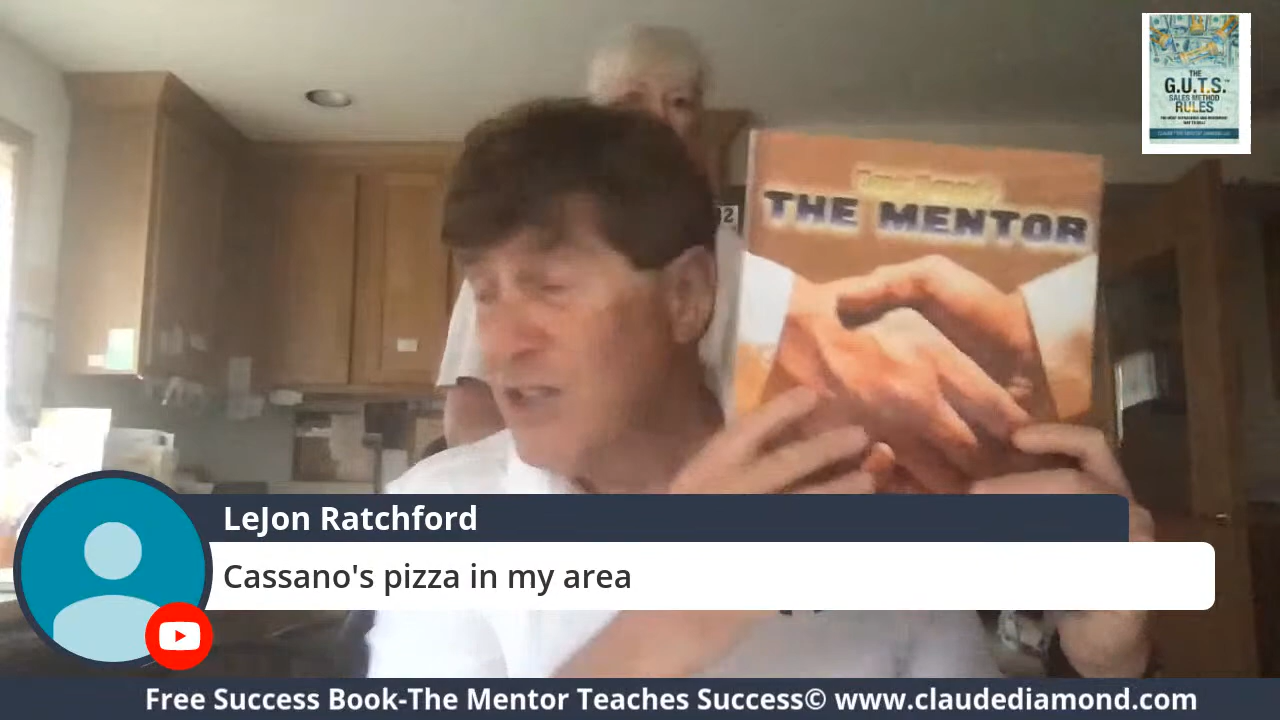 THE
G.U.T.S.
SALES METHOD
RULES
THE MENTOR
LeJon Ratchford
Cassano's pizza in my area
Free Success Book-The Mentor Teaches Success© www.claudediamond.com